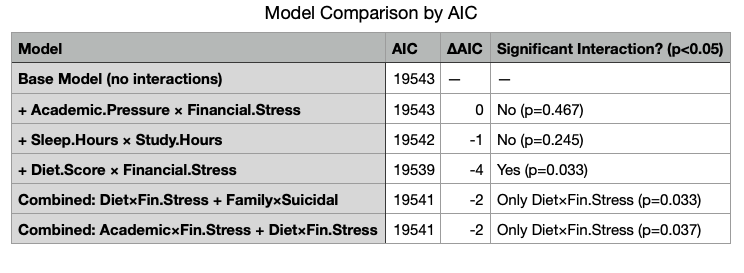 Model Comparison by AIC
Model AIC ΔAIC Significant Interaction? (p<0.05)
Base Model (no interactions) 19543 — —
+ Academic.Pressure × Financial.Stress 19543 0 No (p=0.467)
+ Sleep.Hours × Study.Hours 19542 -1 No (p=0.245)
+ Diet.Score × Financial.Stress 19539 -4 Yes (p=0.033)
Combined: Diet×Fin.Stress + Family×Suicidal 19541 -2 Only Diet×Fin.Stress (p=0.033)
Combined: Academic×Fin.Stress + Diet×Fin.Stress 19541 -2 Only Diet×Fin.Stress (p=0.037)